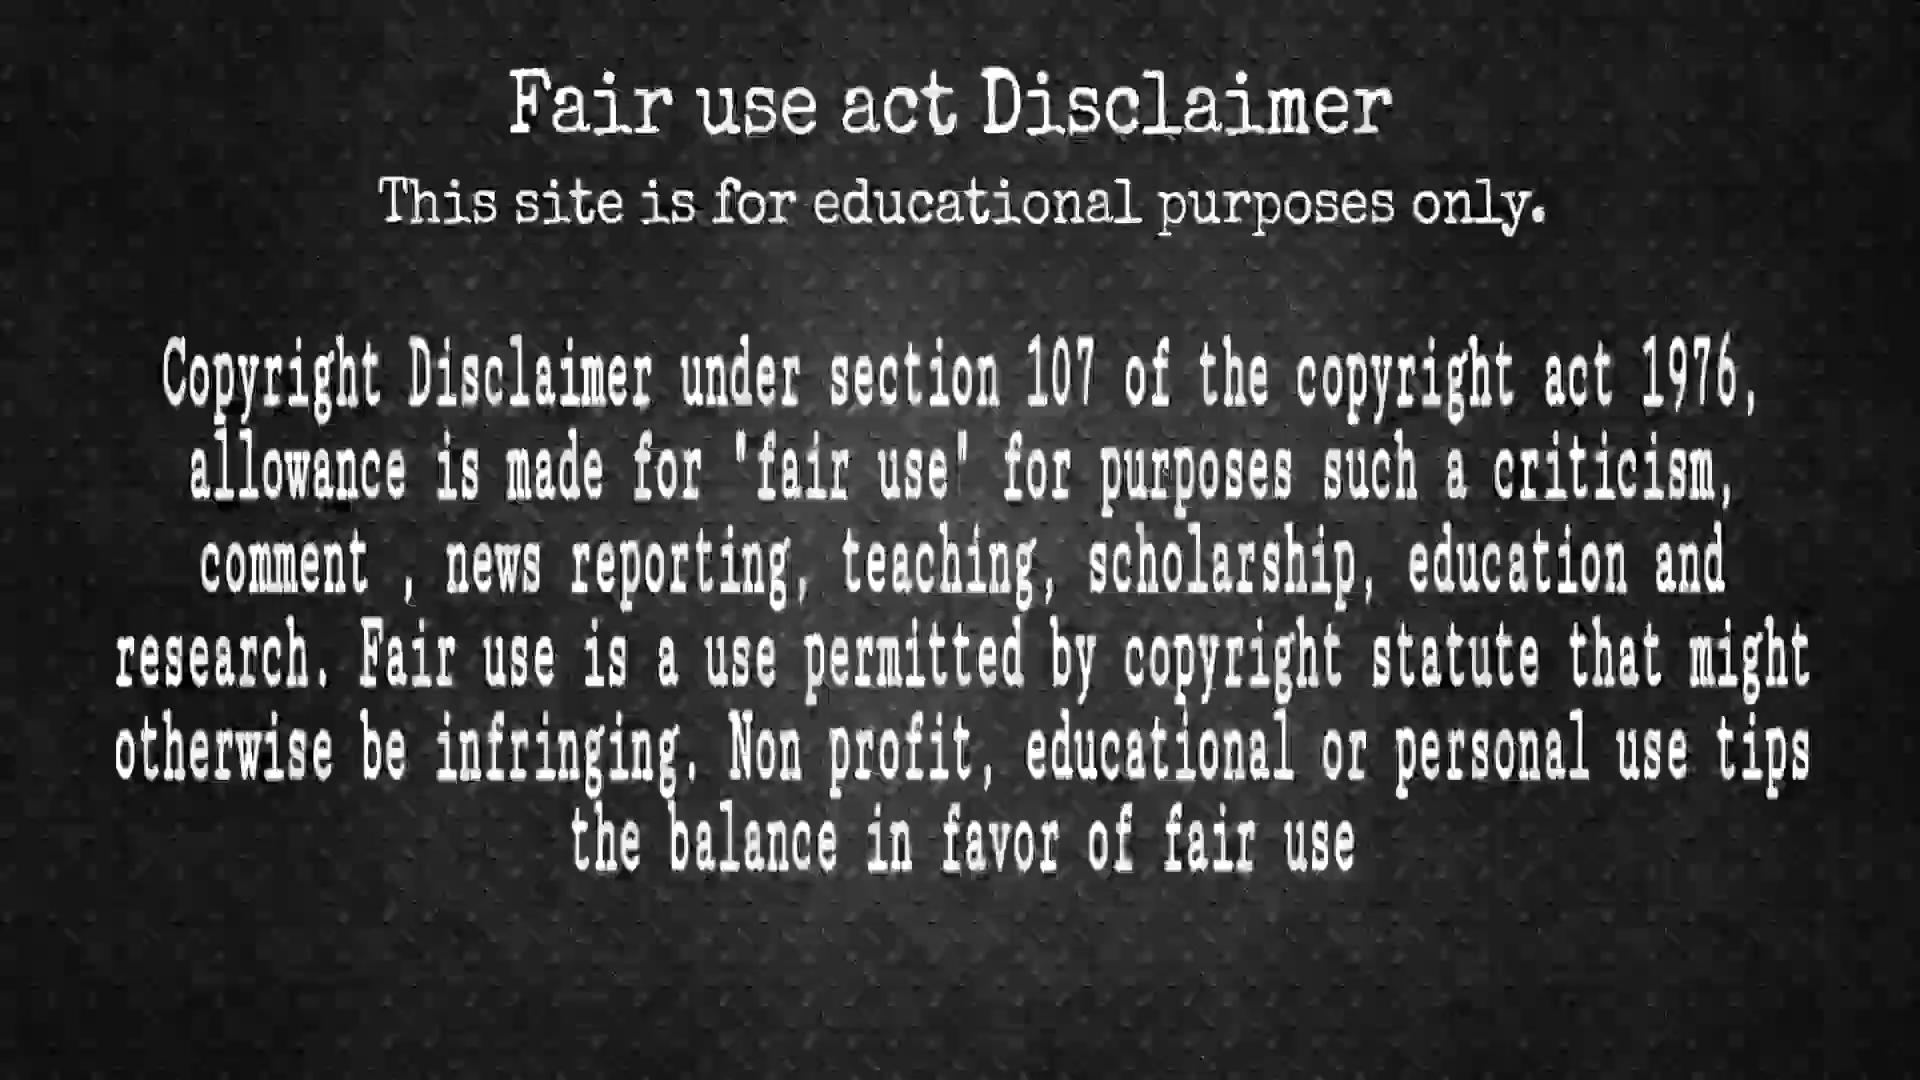 Fair use act Disclaimer
This site is for educational purposes only.
Copyright Disclaimer under section 107 of the copyright act 1976,
allowance is made for "fair use" for purposes such a criticism,
comment , news reporting, teaching, scholarship, education and
research. Fair use is a use permitted by copyright statute that might
otherwise be infringing. Non profit, educational or personal use tips
the balance in favor of fair use